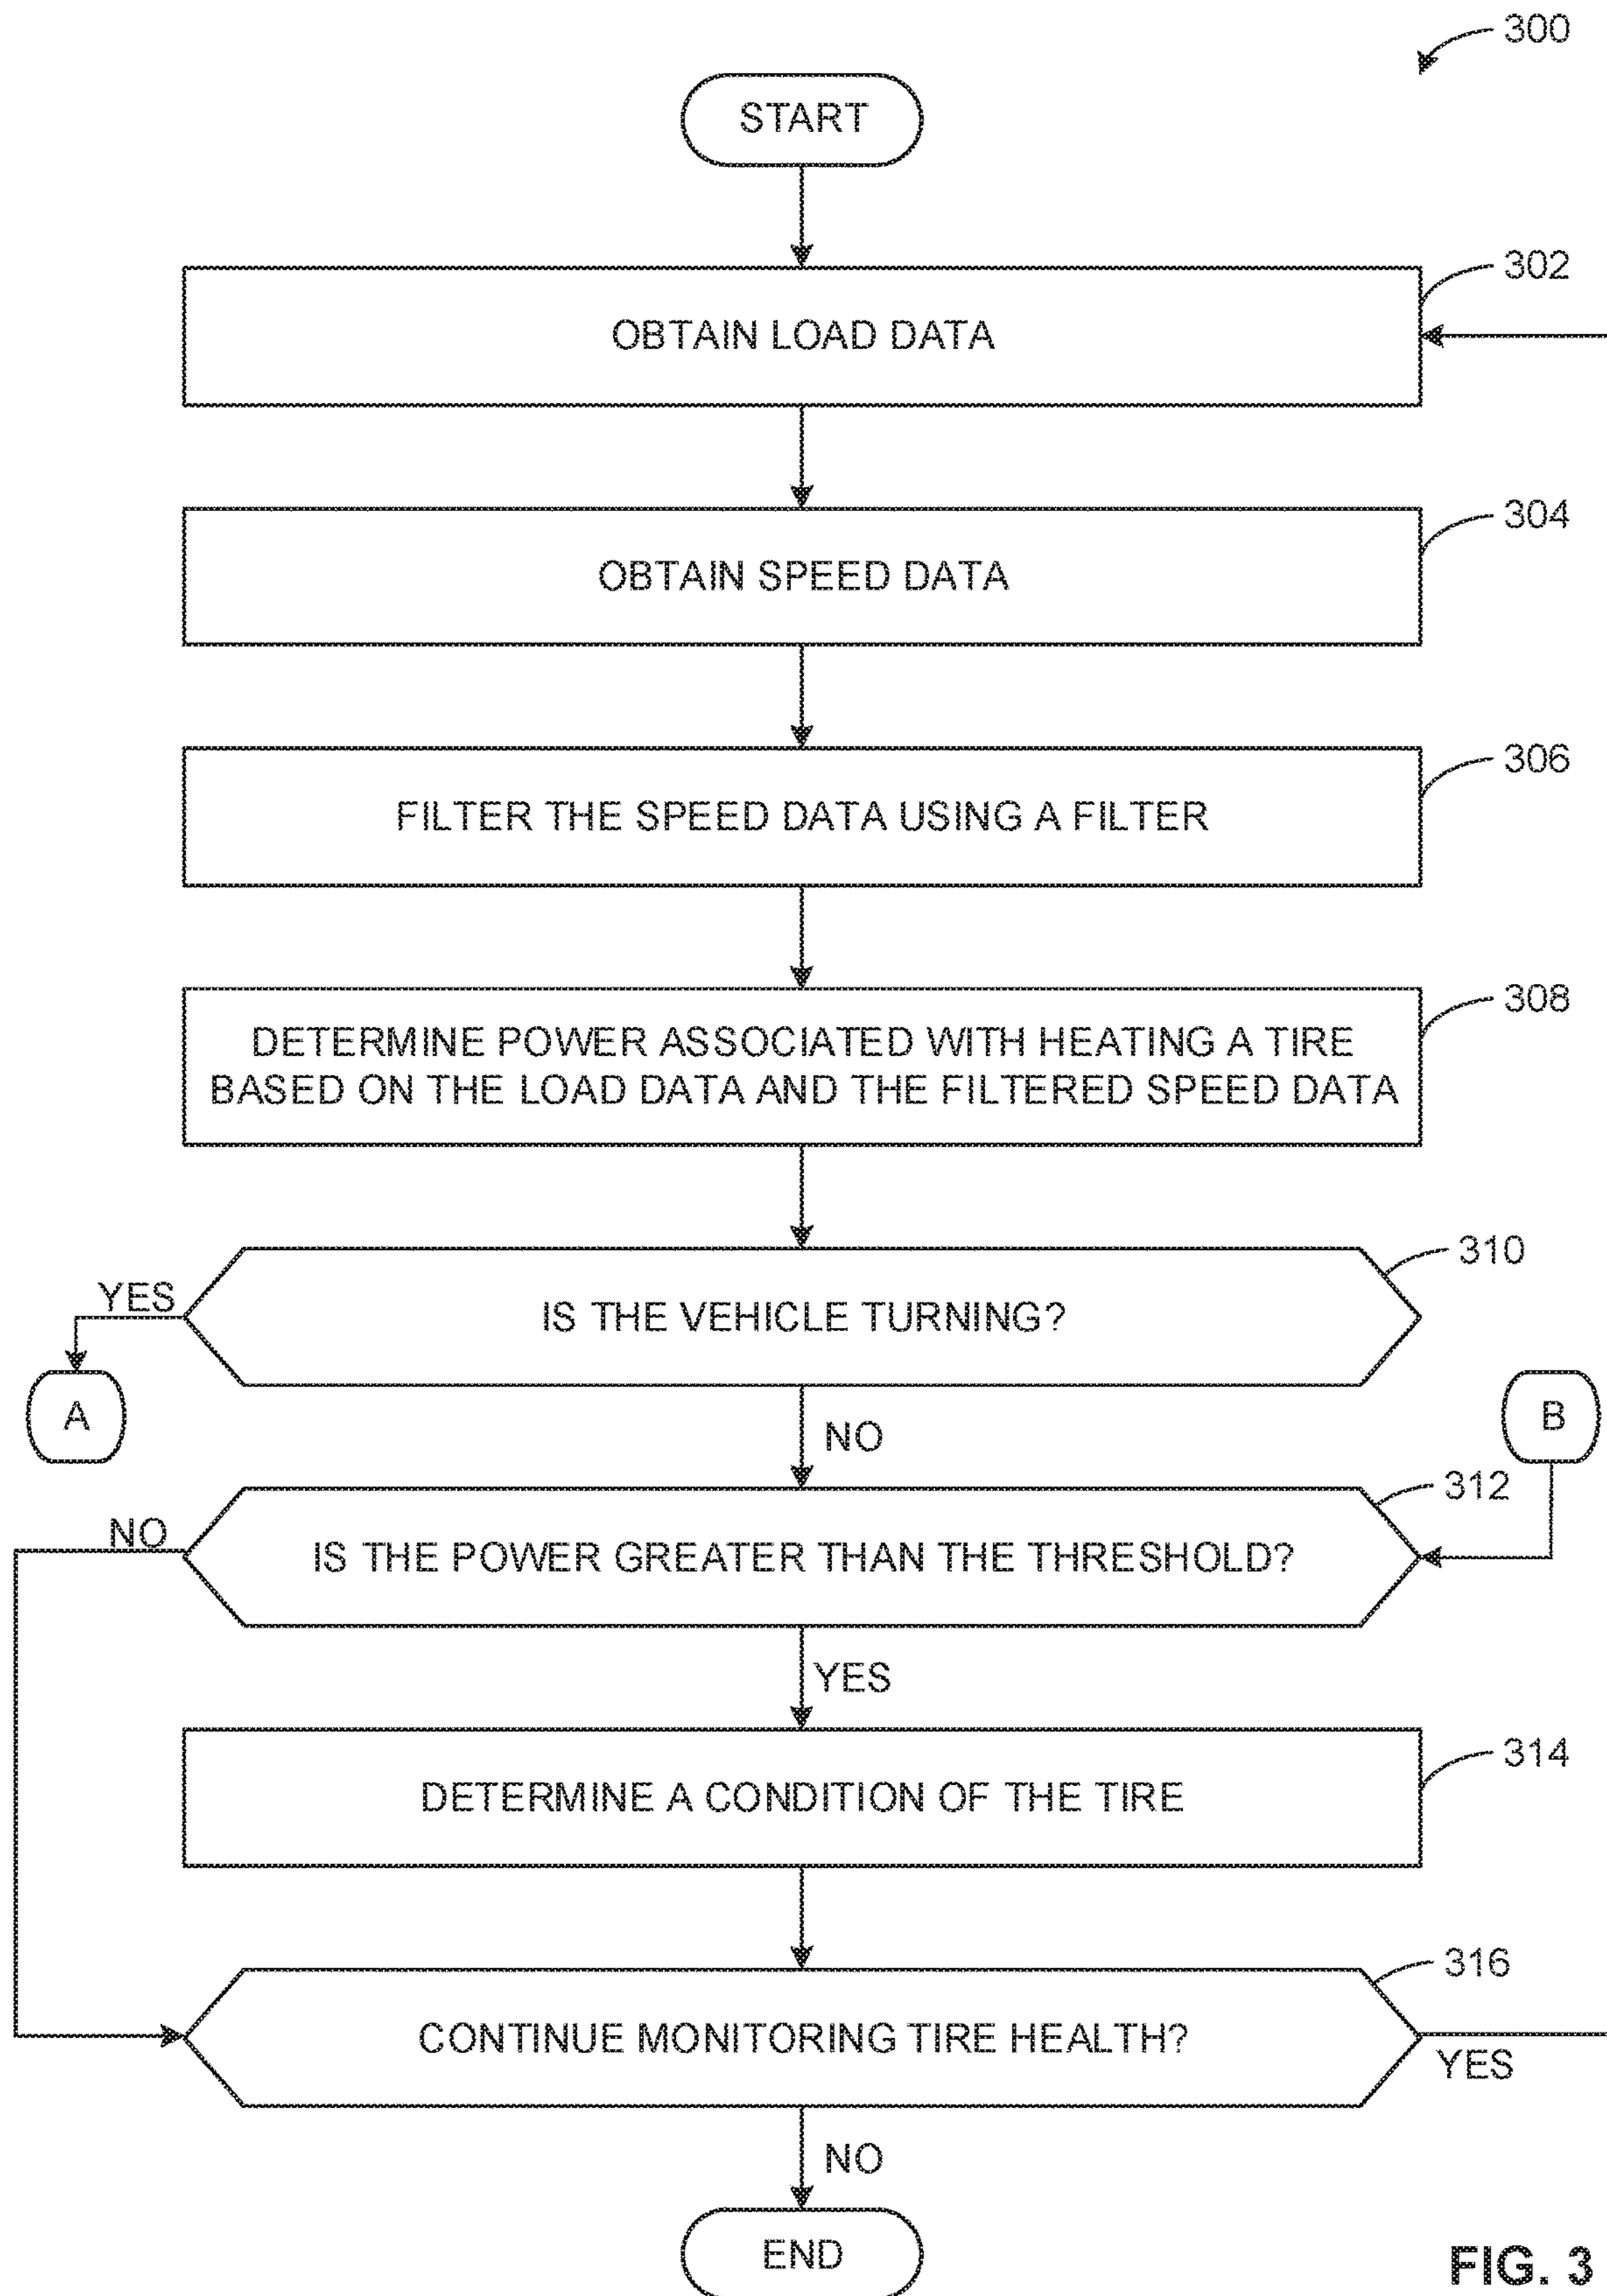 300
START
302
OBTAIN LOAD DATA
304
OBTAIN SPEED DATA
306
FILTER THE SPEED DATA USING A FILTER
308
DETERMINE POWER ASSOCIATED WITH HEATING A TIRE
BASED ON THE LOAD DATA AND THE FILTERED SPEED DATA
310
YES
IS THE VEHICLE TURNING?
A
B
NO
312
NO
IS THE POWER GREATER THAN THE THRESHOLD?
YES
314
DETERMINE A CONDITION OF THE TIRE
316
CONTINUE MONITORING TIRE HEALTH?
YES
NO
END
FIG. 3